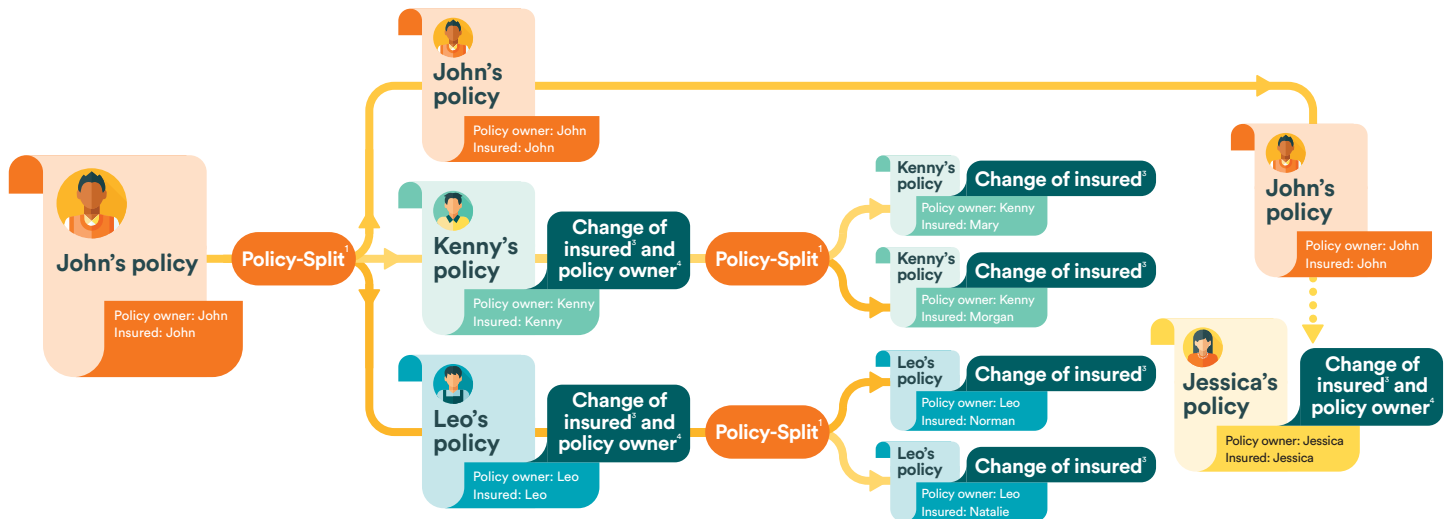 John's policy
Policy owner: John
Insured: John
Policy-Split¹
John's
policy
Policy owner: John
Insured: John
Kenny's
policy
Change of
insured³ and
policy owner⁴
Policy owner: Kenny
Insured: Kenny
Policy-Split¹
Kenny's
policy
Change of insured³
Policy owner: Kenny
Insured: Mary
Kenny's
policy
Change of insured³
Policy owner: Kenny
Insured: Morgan
Leo's
policy
Change of
insured³ and
policy owner⁴
Policy owner: Leo
Insured: Leo
Policy-Split¹
Leo's
policy
Change of insured³
Policy owner: Leo
Insured: Norman
Leo's
policy
Change of insured³
Policy owner: Leo
Insured: Natalie
John's
policy
Policy owner: John
Insured: John
Jessica's
policy
Change of
insured³ and
policy owner⁴
Policy owner: Jessica
Insured: Jessica